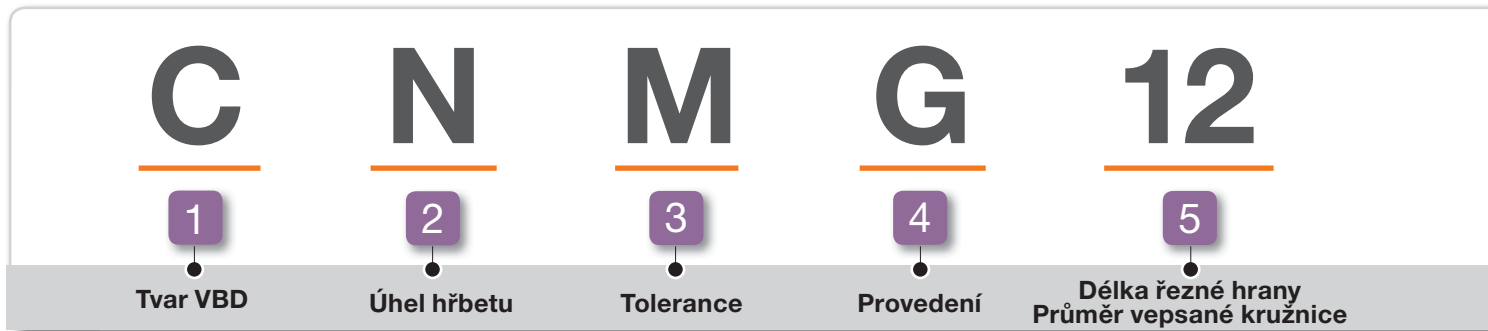 C N M G 12
1 2 3 4 5
Tvar VBD Úhel hřbetu Tolerance Provedení Délka řezné hrany
Průměr vepsané kružnice